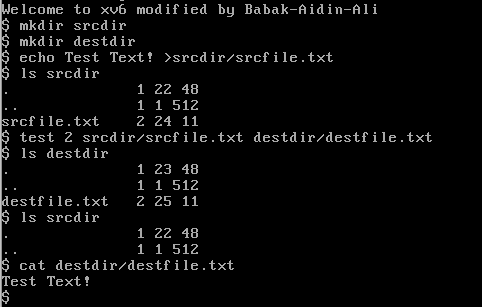 Welcome to xv6 modified by Babak-Aidin-Ali
$ mkdir srcdir
$ mkdir destdir
$ echo Test Text! >srcdir/srcfile.txt
$ ls srcdir
.              1 22 48
..             1 1 512
srcfile.txt    2 24 11
$ test 2 srcdir/srcfile.txt destdir/destfile.txt
$ ls destdir
.              1 23 48
..             1 1 512
destfile.txt   2 25 11
$ ls srcdir
.              1 22 48
..             1 1 512
$ cat destdir/destfile.txt
Test Text!
$